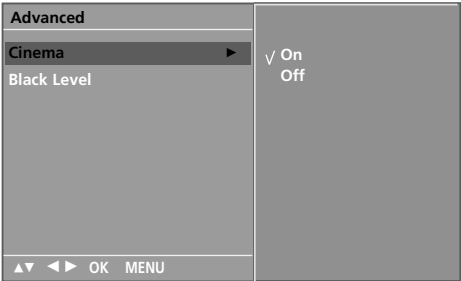 Advanced
Cinema ►
√ On
Off
Black Level
▲▼ ◄ ► OK MENU